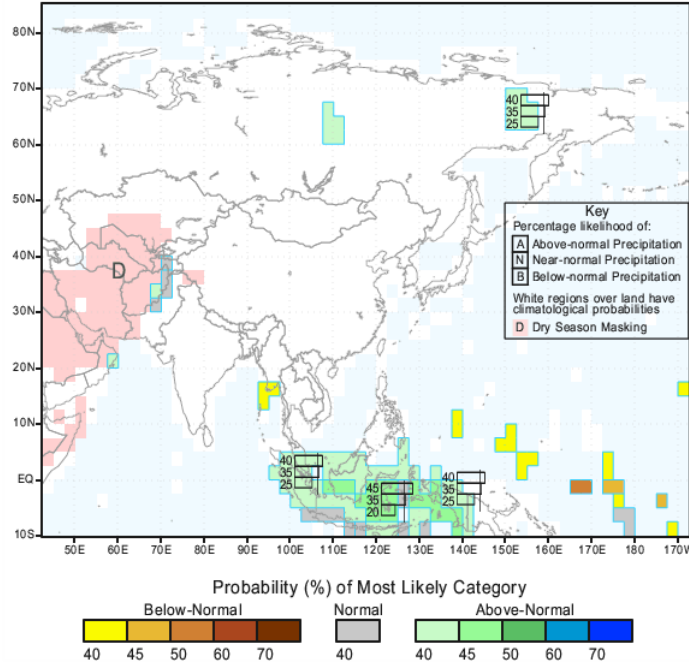 80N
70N
40
35
25
60N
50N
Key
Percentage likelihood of:
A Above-normal Precipitation
N Near-normal Precipitation
B Below-normal Precipitation
White regions over land have
climatological probabilities
D Dry Season Masking
40N
D
30N
20N
10N
40
35
25
45
35
20
40
35
25
EQ
10S
50E 60E 70E 80E 90E 100E 110E 120E 130E 140E 150E 160E 170E 180 170W
Probability (%) of Most Likely Category
Below-Normal Normal Above-Normal
40 45 50 60 70 40 40 45 50 60 70